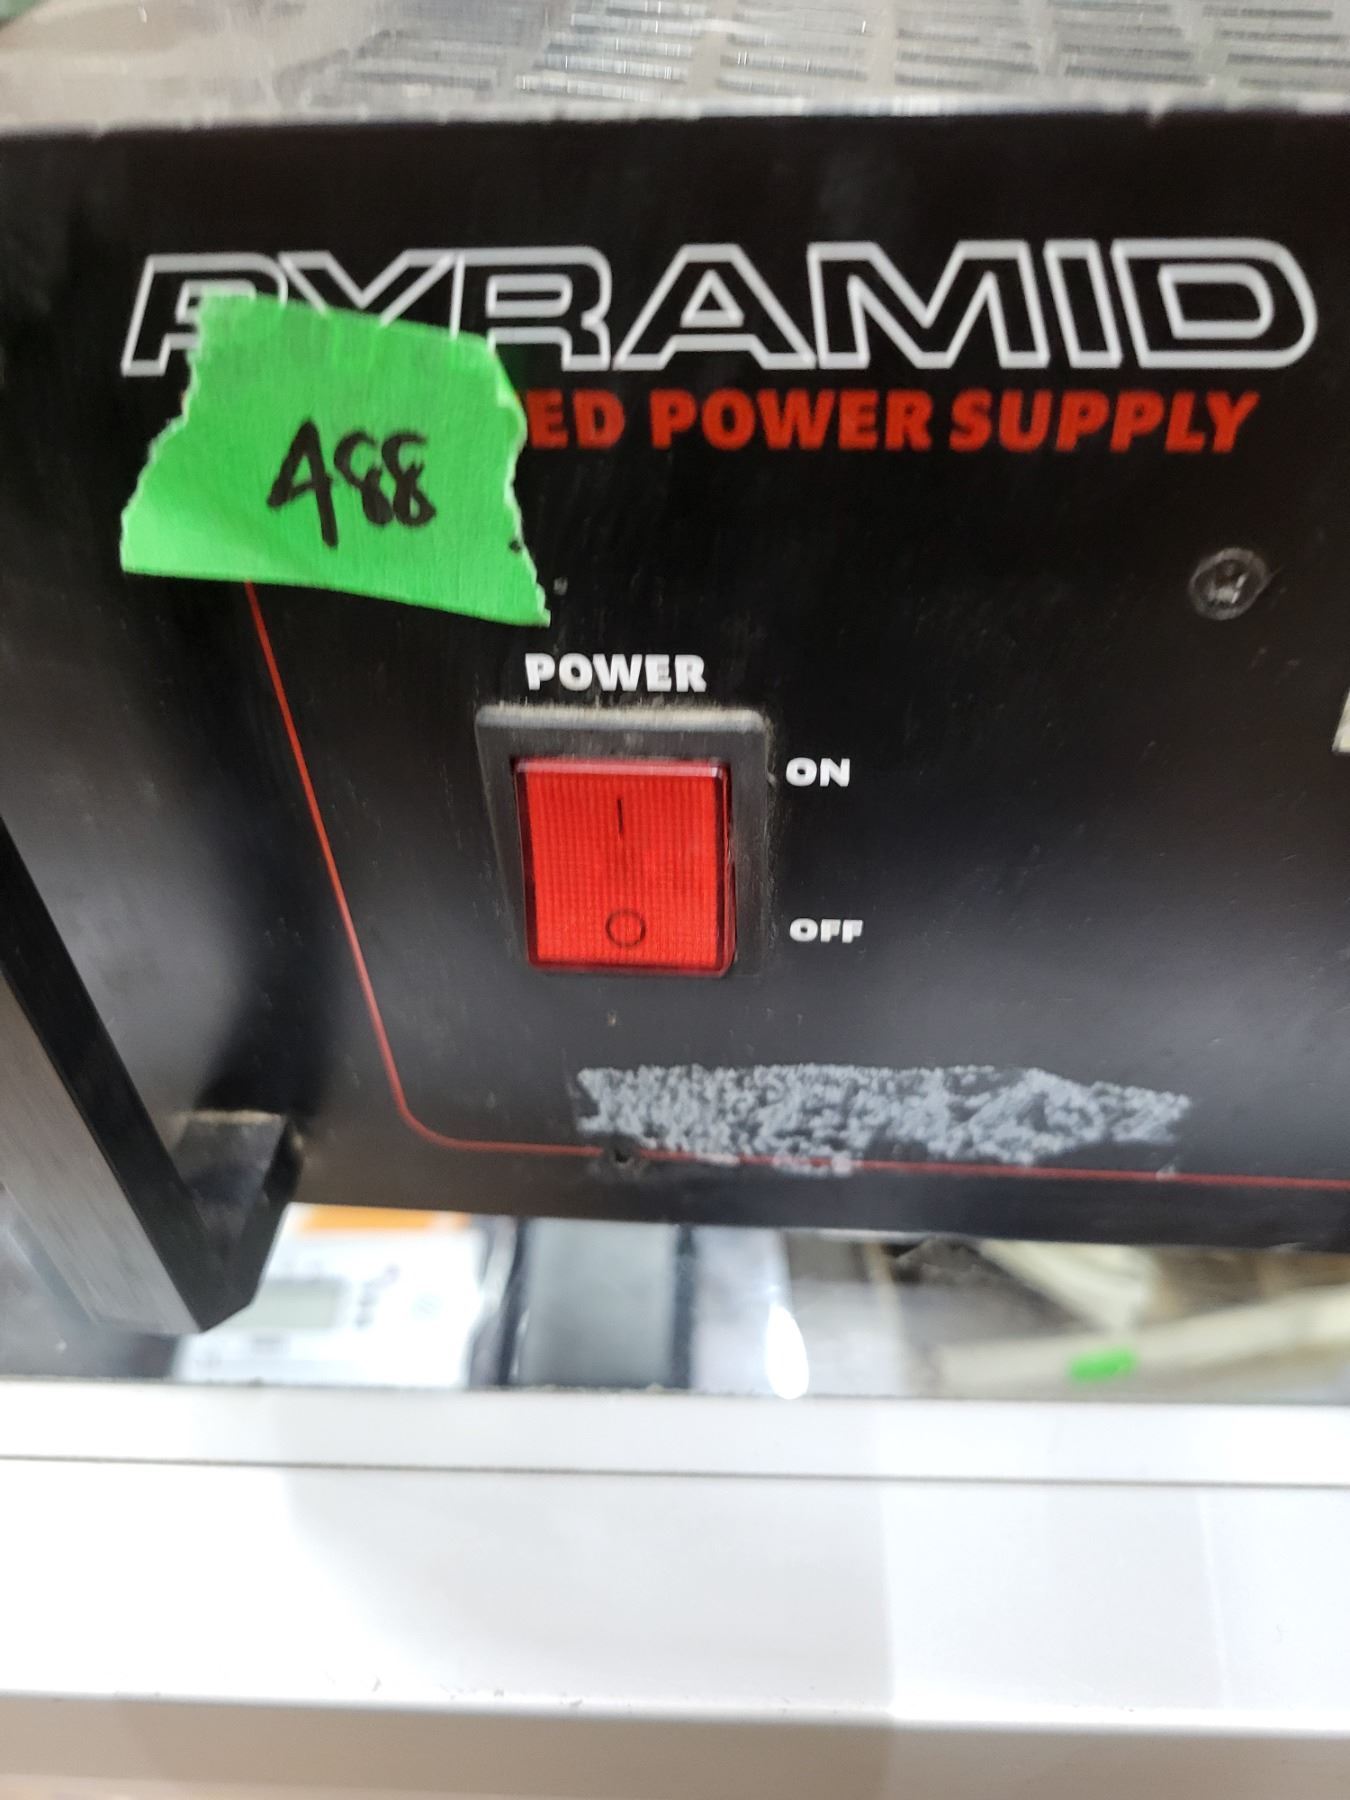 PYRAMID
ED POWER SUPPLY
488
POWER
ON
OFF